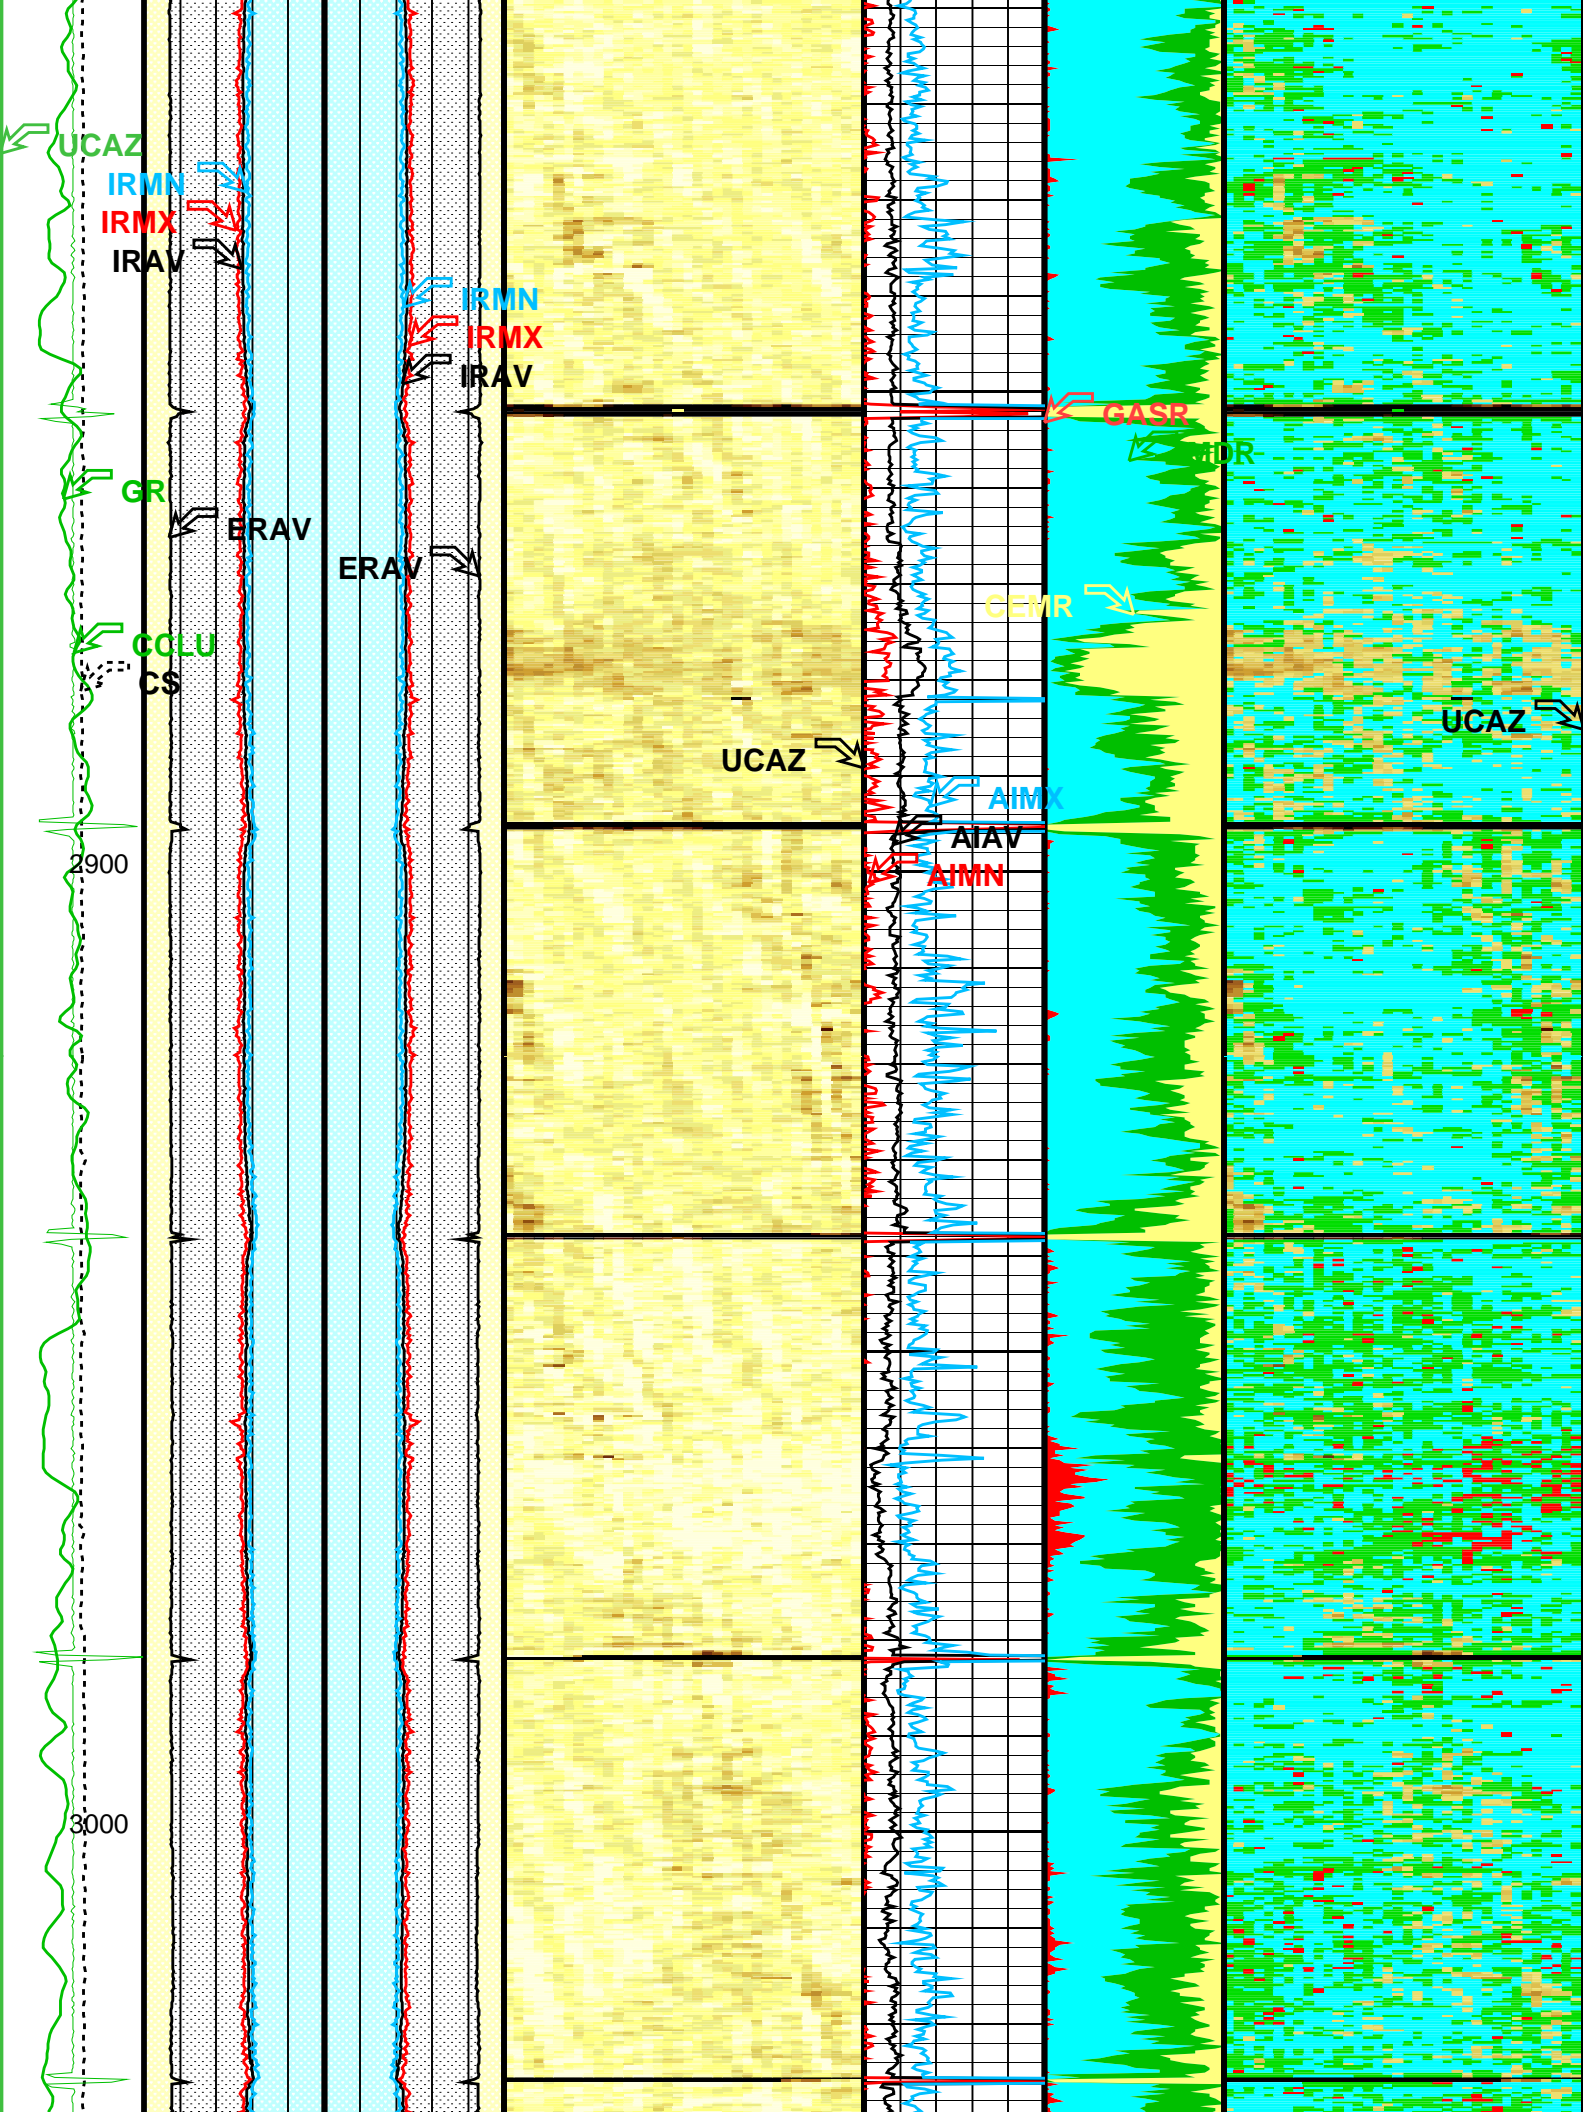 UCAZ
IRMN
IRMX
IRAV
IRMN
IRMX
IRAV
GASR
GR
ERAV
ERAV
CEMR
CCLU
CS
UCAZ
UCAZ
AIMX
AIAV
2900
AIMN
3000